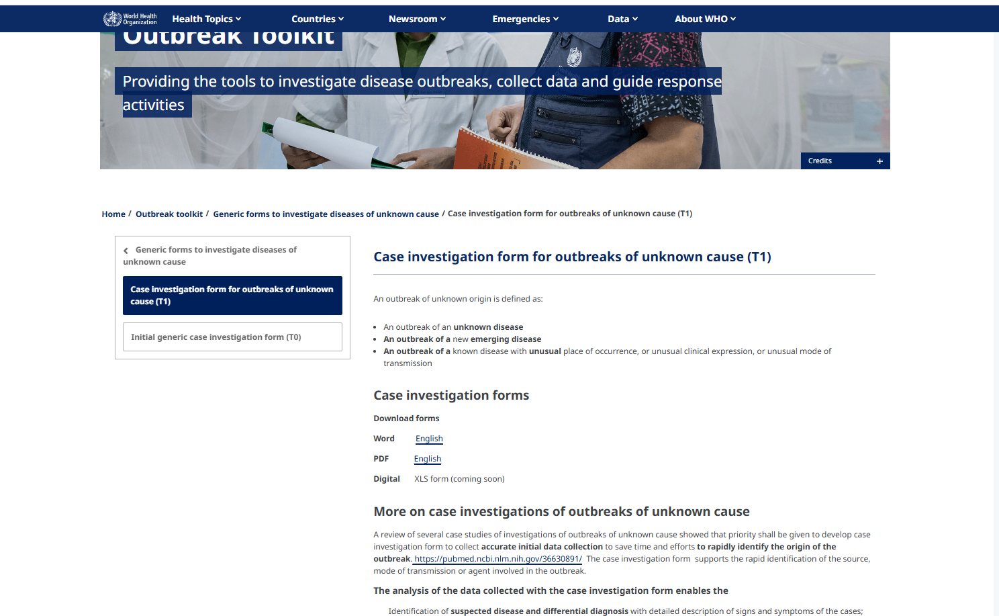 World Health
Organization
Health Topics
Countries
Newsroom
Emergencies
Data
About WHO
Outbreak Toolkit
Providing the tools to investigate disease outbreaks, collect data and guide response
activities
Credits +
Home / Outbreak toolkit / Generic forms to investigate diseases of unknown cause / Case investigation form for outbreaks of unknown cause (T1)
Generic forms to investigate diseases of
unknown cause
Case investigation form for outbreaks of unknown
cause (T1)
Initial generic case investigation form (T0)
Case investigation form for outbreaks of unknown cause (T1)
An outbreak of unknown origin is defined as:
• An outbreak of an unknown disease
• An outbreak of a new emerging disease
• An outbreak of a known disease with unusual place of occurrence, or unusual clinical expression, or unusual mode of
transmission
Case investigation forms
Download forms
Word English
PDF English
Digital XLS form (coming soon)
More on case investigations of outbreaks of unknown cause
A review of several case studies of investigations of outbreaks of unknown cause showed that priority shall be given to develop case
investigation form to collect accurate initial data collection to save time and efforts to rapidly identify the origin of the
outbreak. https://pubmed.ncbi.nlm.nih.gov/36630891/ The case investigation form supports the rapid identification of the source,
mode of transmission or agent involved in the outbreak.
The analysis of the data collected with the case investigation form enables the
Identification of suspected disease and differential diagnosis with detailed description of signs and symptoms of the cases;